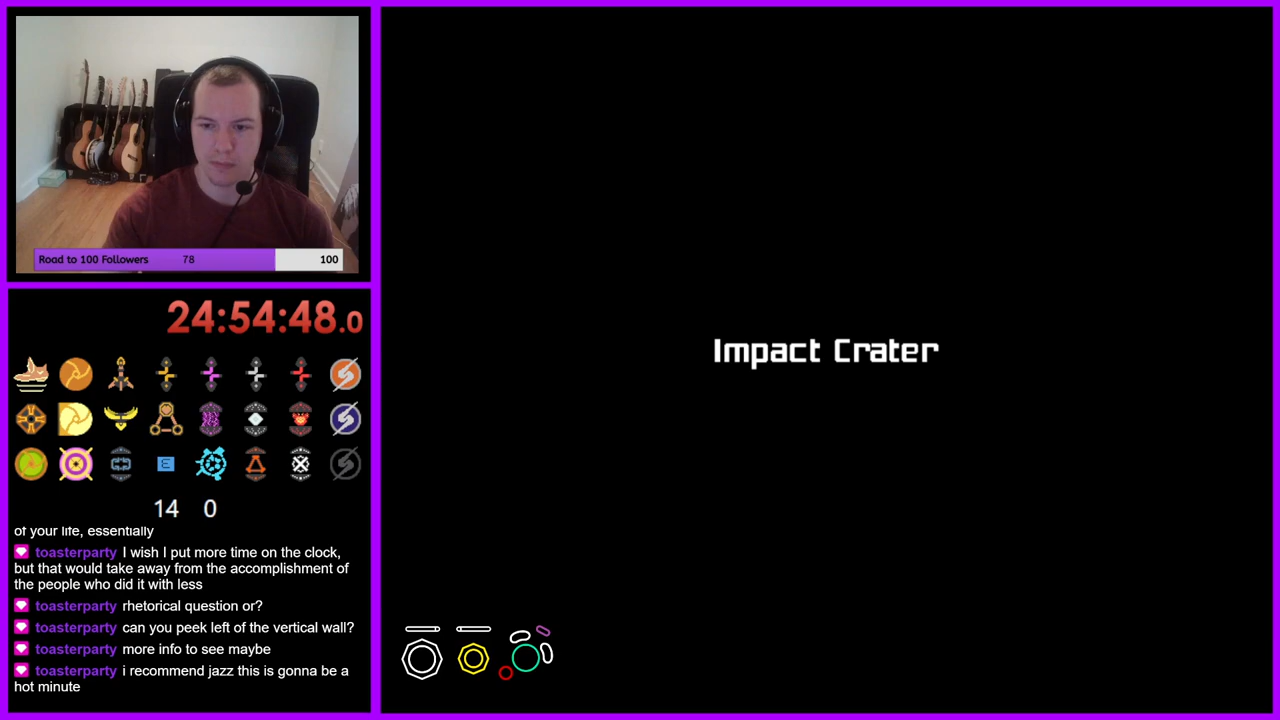 Road to 100 Followers 78 100
24:54:48.0
14 0
of your life, essentially
toasterparty I wish I put more time on the clock,
but that would take away from the accomplishment of
the people who did it with less
toasterparty rhetorical question or?
toasterparty can you peek left of the vertical wall?
toasterparty more info to see maybe
toasterparty i recommend jazz this is gonna be a
hot minute
Impact Crater